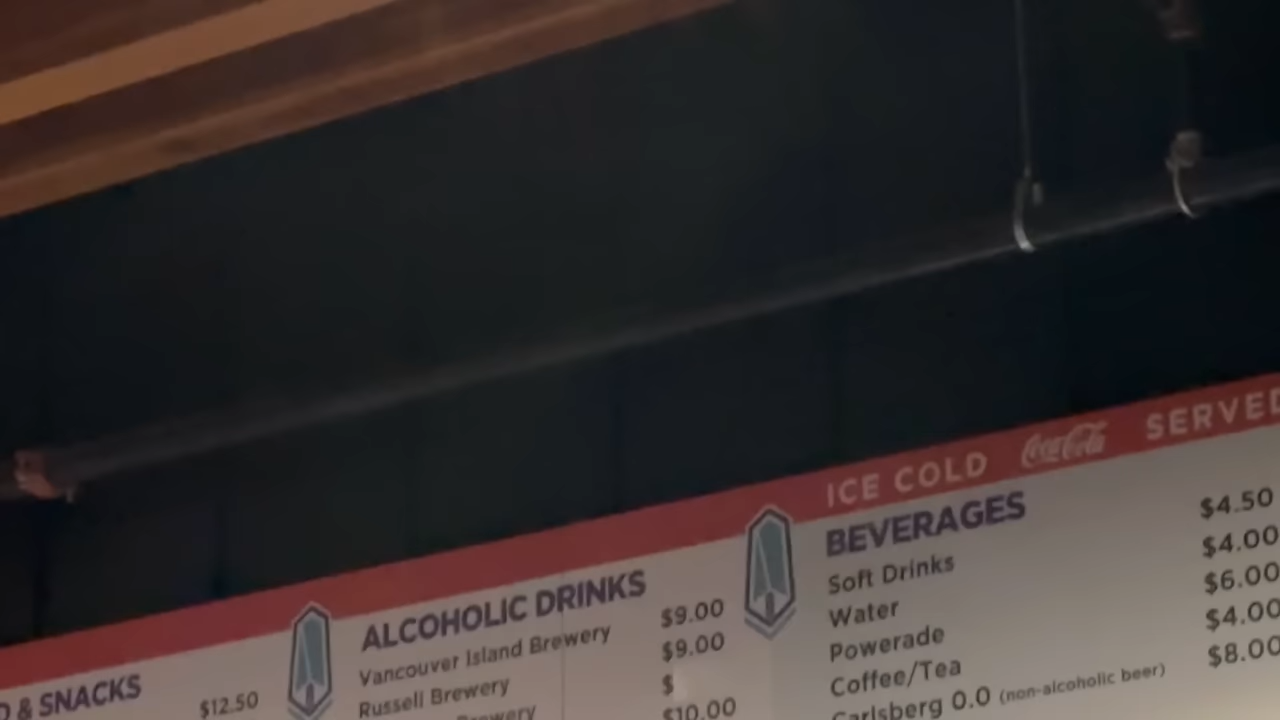 ICE COLD Coca-Cola SERVED
& SNACKS
$12.50
ALCOHOLIC DRINKS
Vancouver Island Brewery $9.00
Russell Brewery $9.00
Brewery $
$10.00
BEVERAGES
Soft Drinks $4.50
Water $4.00
Powerade $6.00
Coffee/Tea $4.00
Carlsberg 0.0 (non-alcoholic beer) $8.00